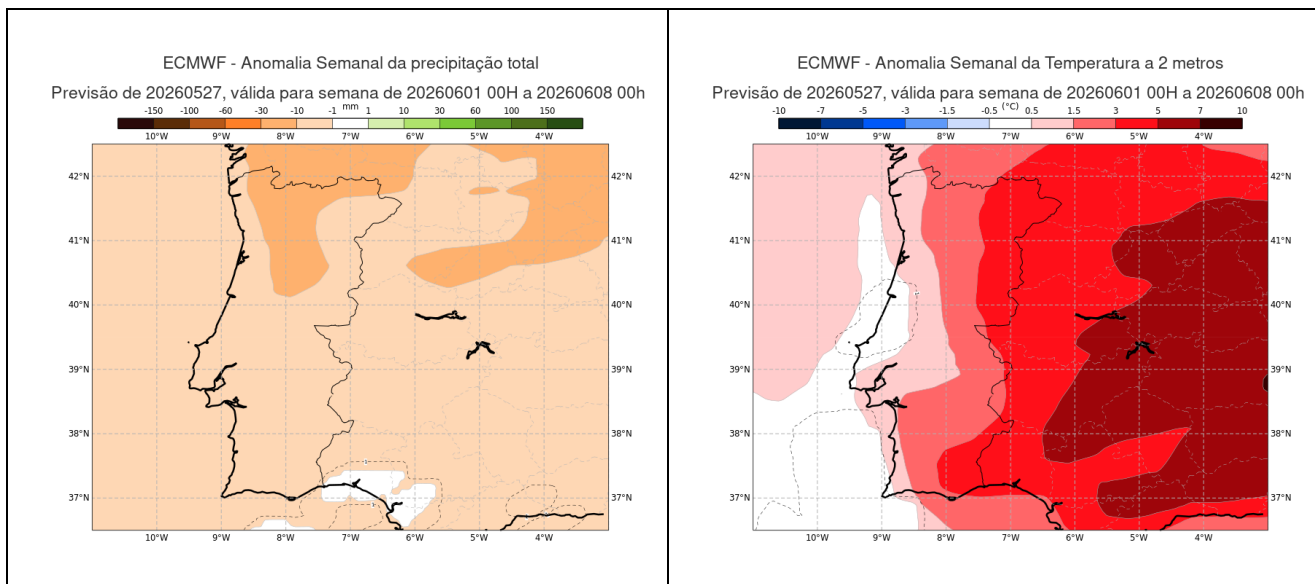 ECMWF - Anomalia Semanal da precipitação total
Previsão de 20260527, válida para semana de 20260601 00H a 20260608 00h
-150 -100 -60 -30 -10 -1 mm 1 10 30 60 100 150
10°W 9°W 8°W 7°W 6°W 5°W 4°W
42°N 42°N
41°N 41°N
40°N 40°N
39°N 39°N
38°N 38°N
37°N 37°N
10°W 9°W 8°W 7°W 6°W 5°W 4°W
ECMWF - Anomalia Semanal da Temperatura a 2 metros
Previsão de 20260527, válida para semana de 20260601 00H a 20260608 00h
-10 -7 -5 -3 -1.5 -0.5 (°C) 0.5 1.5 3 5 7 10
10°W 9°W 8°W 7°W 6°W 5°W 4°W
42°N 42°N
41°N 41°N
40°N 40°N
39°N 39°N
38°N 38°N
37°N 37°N
10°W 9°W 8°W 7°W 6°W 5°W 4°W